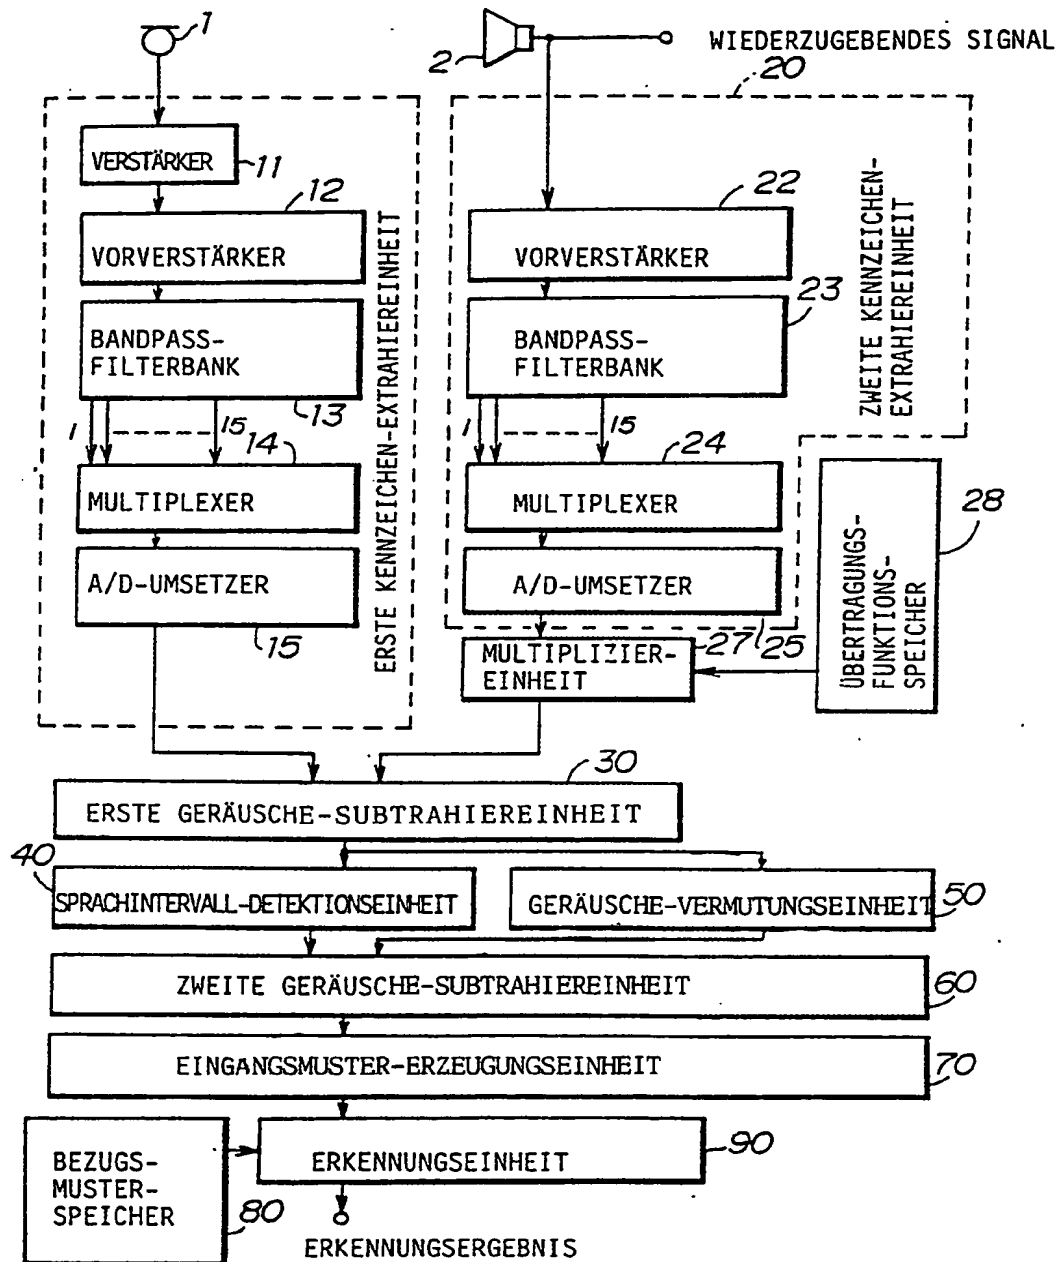 1
2
WIEDERZUGEBENDES SIGNAL
20
VERSTÄRKER
11
12
VORVERSTÄRKER
BANDPASS-
FILTERBANK
13
1
15
14
MULTIPLEXER
A/D-UMSETZER
15
ERSTE KENNZEICHEN-EXTRAHIEREINHEIT
22
VORVERSTÄRKER
23
BANDPASS-
FILTERBANK
1
15
24
MULTIPLEXER
A/D-UMSETZER
25
ZWEITE KENNZEICHEN-
EXTRAHIEREINHEIT
27
MULTIPLIZIER-
EINHEIT
28
ÜBERTRAGUNGS
FUNKTIONS-
SPEICHER
30
ERSTE GERÄUSCHE-SUBTRAHIEREINHEIT
40
SPRACHINTERVALL-DETEKTIONSEINHEIT
GERÄUSCHE-VERMUTUNGSEINHEIT
50
ZWEITE GERÄUSCHE-SUBTRAHIEREINHEIT
60
EINGANGSMUSTER-ERZEUGUNGSEINHEIT
70
BEZUGS-
MUSTER-
SPEICHER
80
ERKENNUNGSEINHEIT
90
ERKENNUNGSERGEBNIS